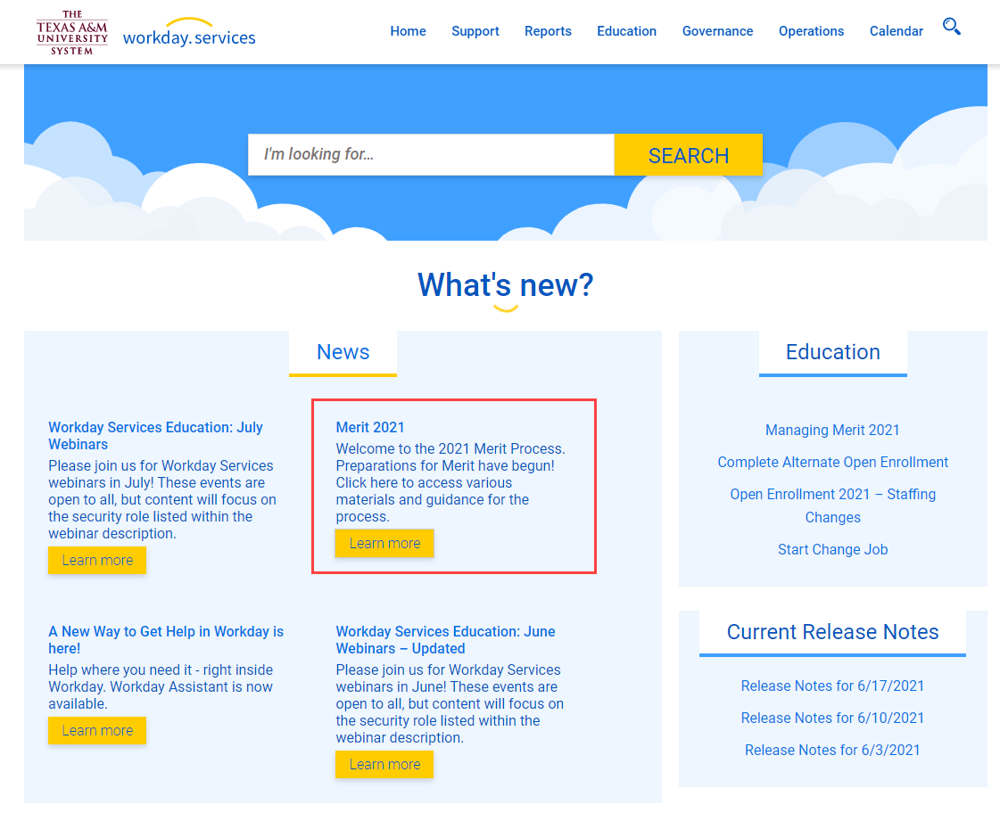 THE
TEXAS A&M
UNIVERSITY
SYSTEM
workday.services
Home Support Reports Education Governance Operations Calendar
I'm looking for...
SEARCH
What's new?
News
Workday Services Education: July
Webinars
Please join us for Workday Services
webinars in July! These events are
open to all, but content will focus on
the security role listed within the
webinar description.
Learn more
Merit 2021
Welcome to the 2021 Merit Process.
Preparations for Merit have begun!
Click here to access various
materials and guidance for the
process.
Learn more
A New Way to Get Help in Workday is
here!
Help where you need it - right inside
Workday. Workday Assistant is now
available.
Learn more
Workday Services Education: June
Webinars – Updated
Please join us for Workday Services
webinars in June! These events are
open to all, but content will focus on
the security role listed within the
webinar description.
Learn more
Education
Managing Merit 2021
Complete Alternate Open Enrollment
Open Enrollment 2021 – Staffing
Changes
Start Change Job
Current Release Notes
Release Notes for 6/17/2021
Release Notes for 6/10/2021
Release Notes for 6/3/2021